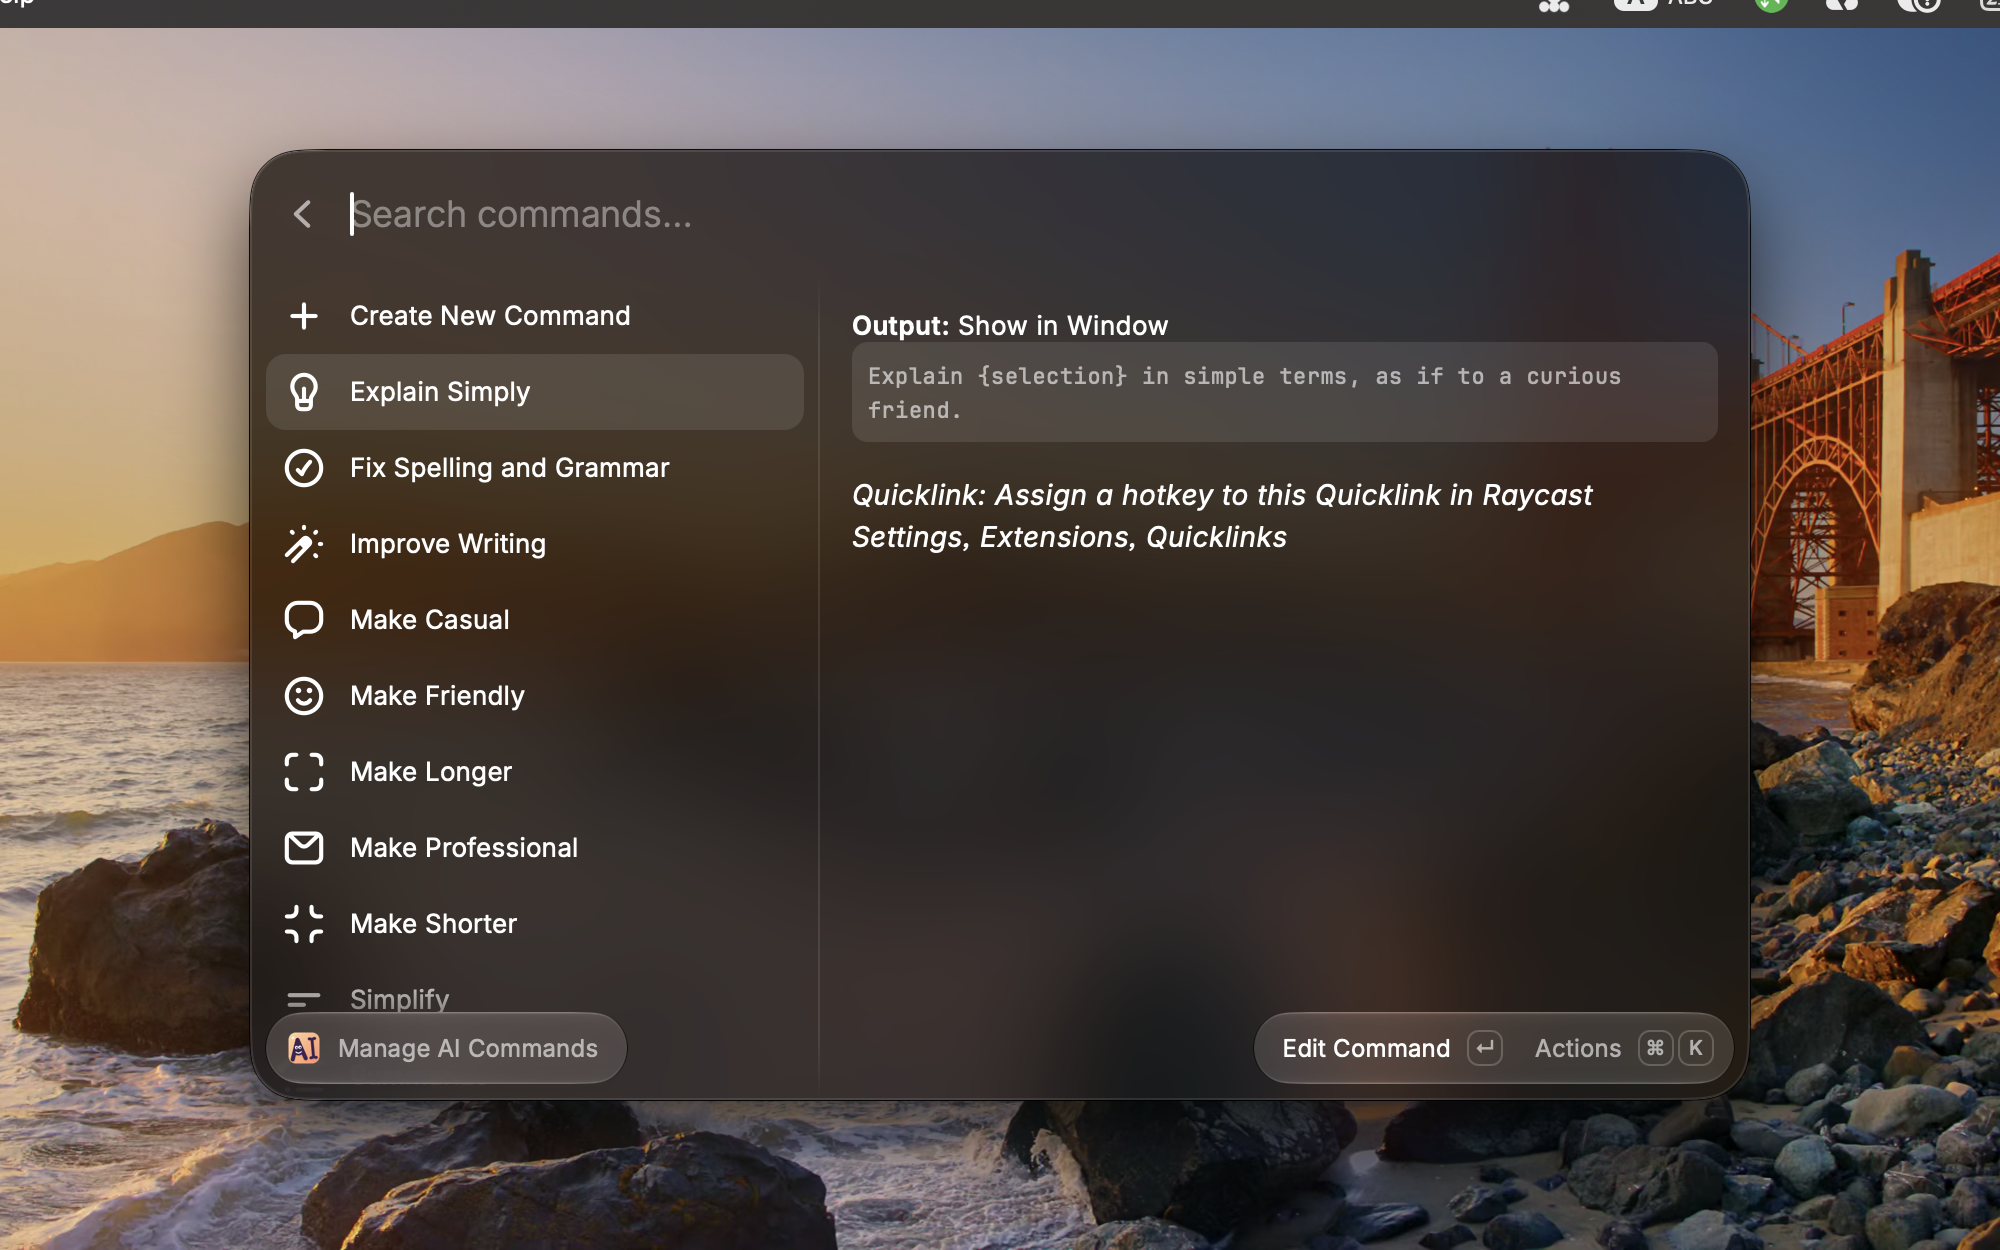 Search commands...
Create New Command
Explain Simply
Fix Spelling and Grammar
Improve Writing
Make Casual
Make Friendly
Make Longer
Make Professional
Make Shorter
Simplify
Output: Show in Window
Explain {selection} in simple terms, as if to a curious
friend.
Quicklink: Assign a hotkey to this Quicklink in Raycast
Settings, Extensions, Quicklinks
AI Manage AI Commands
Edit Command ↵ Actions ⌘ K